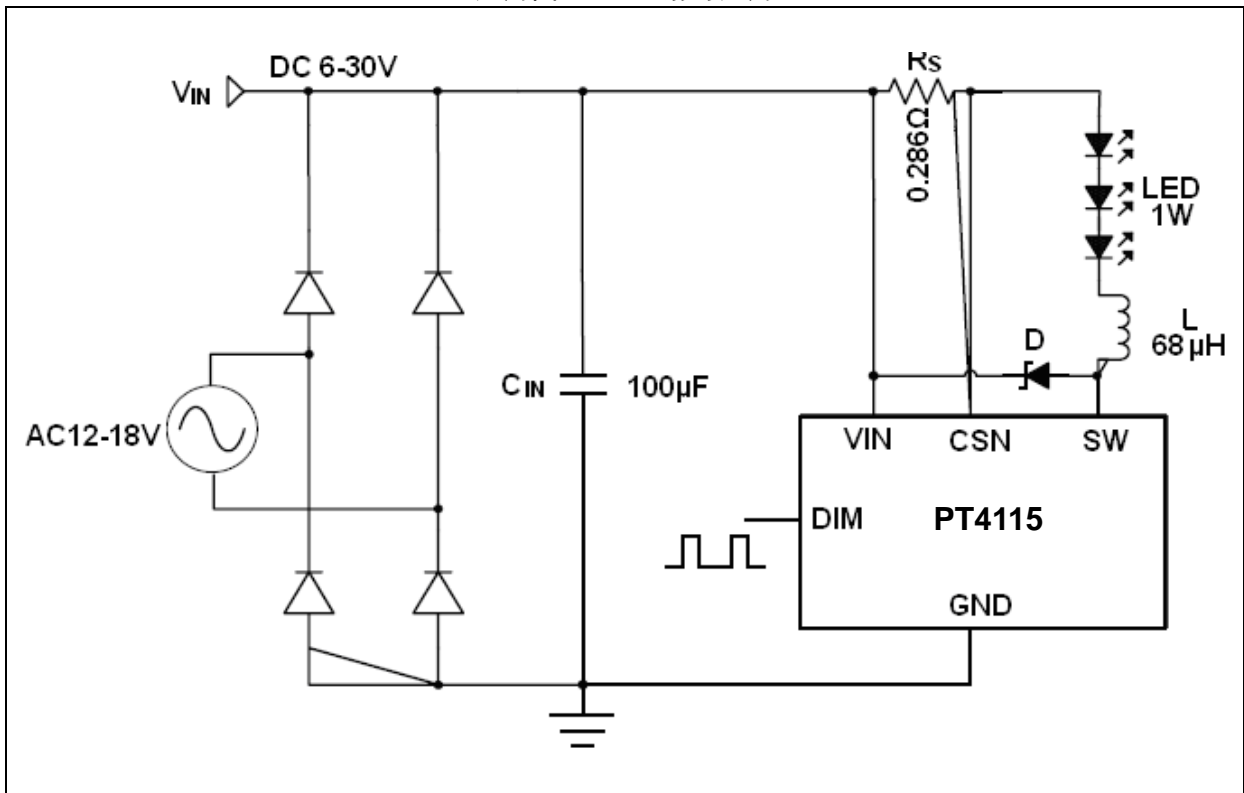 DC 6-30V
VIN
Rs
0.286Ω
LED
1W
L
68μH
D
CIN
100μF
AC12-18V
VIN
CSN
SW
DIM
PT4115
GND